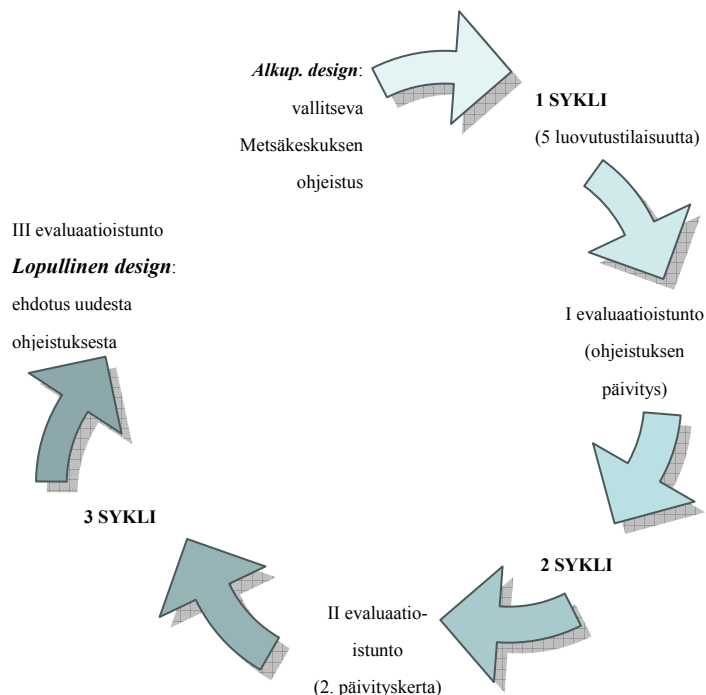 Alkup. design:
vallitseva
Metsäkeskuksen
ohjeistus
1 SYKLI
(5 luovutustilaisuutta)
I evaluaatioistunto
(ohjeistuksen
päivitys)
2 SYKLI
II evaluaatio-
istunto
(2. päivityskerta)
3 SYKLI
III evaluaatioistunto
Lopullinen design:
ehdotus uudesta
ohjeistuksesta